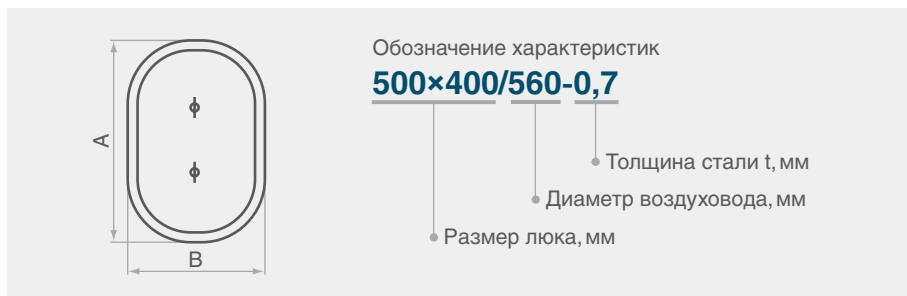 Обозначение характеристик
500×400/560-0,7
Толщина стали t, мм
Диаметр воздуховода, мм
Размер люка, мм
A
B